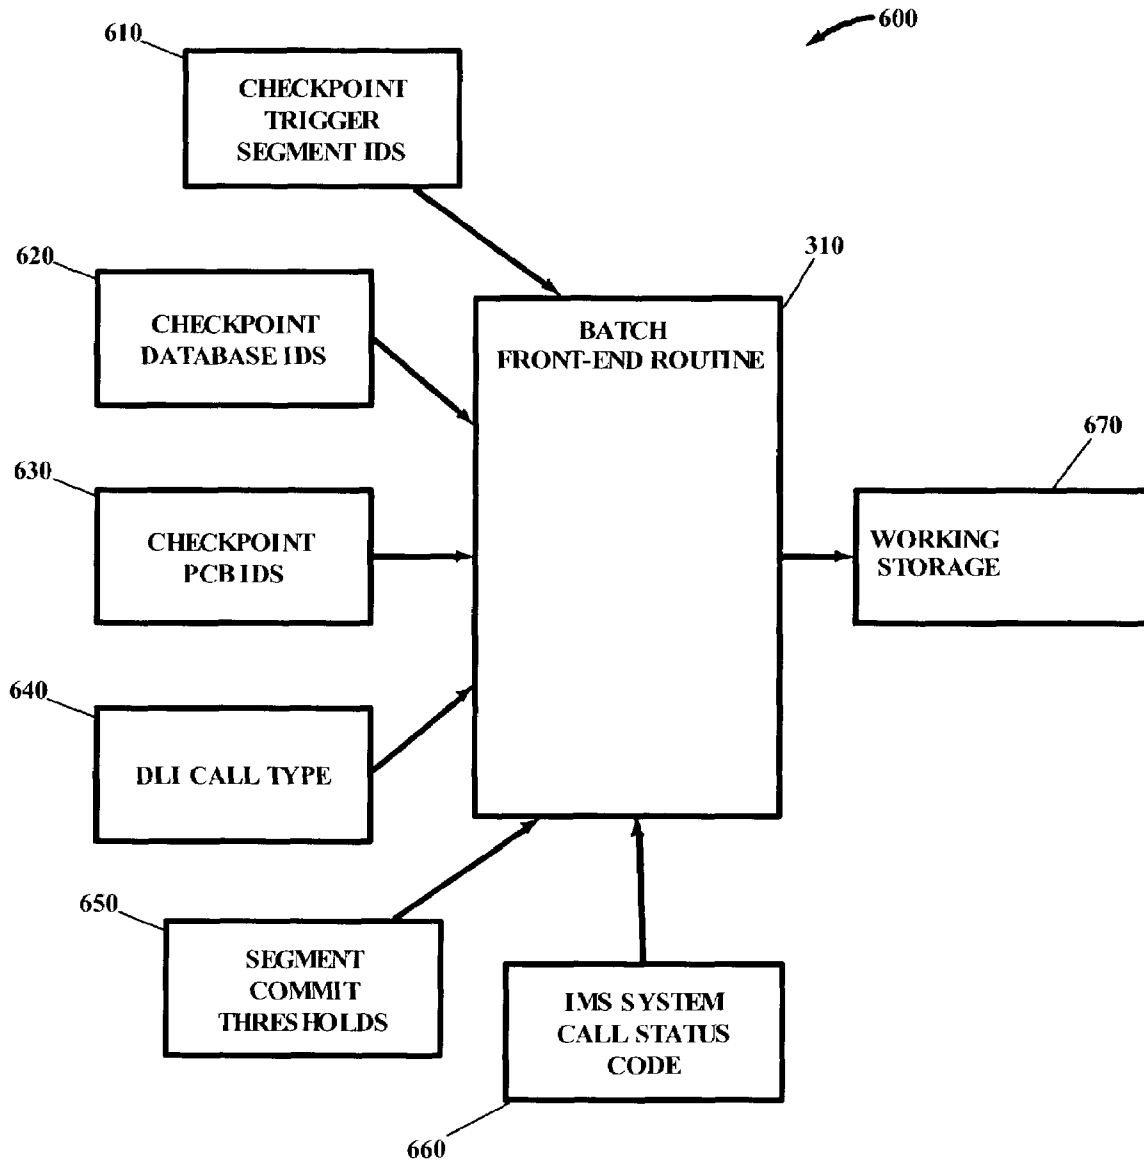 600
610
CHECKPOINT
TRIGGER
SEGMENT IDS
620
CHECKPOINT
DATABASE IDS
310
BATCH
FRONT-END ROUTINE
630
CHECKPOINT
PCB IDS
670
WORKING
STORAGE
640
DLI CALL TYPE
650
SEGMENT
COMMIT
THRESHOLDS
IMS SYSTEM
CALL STATUS
CODE
660